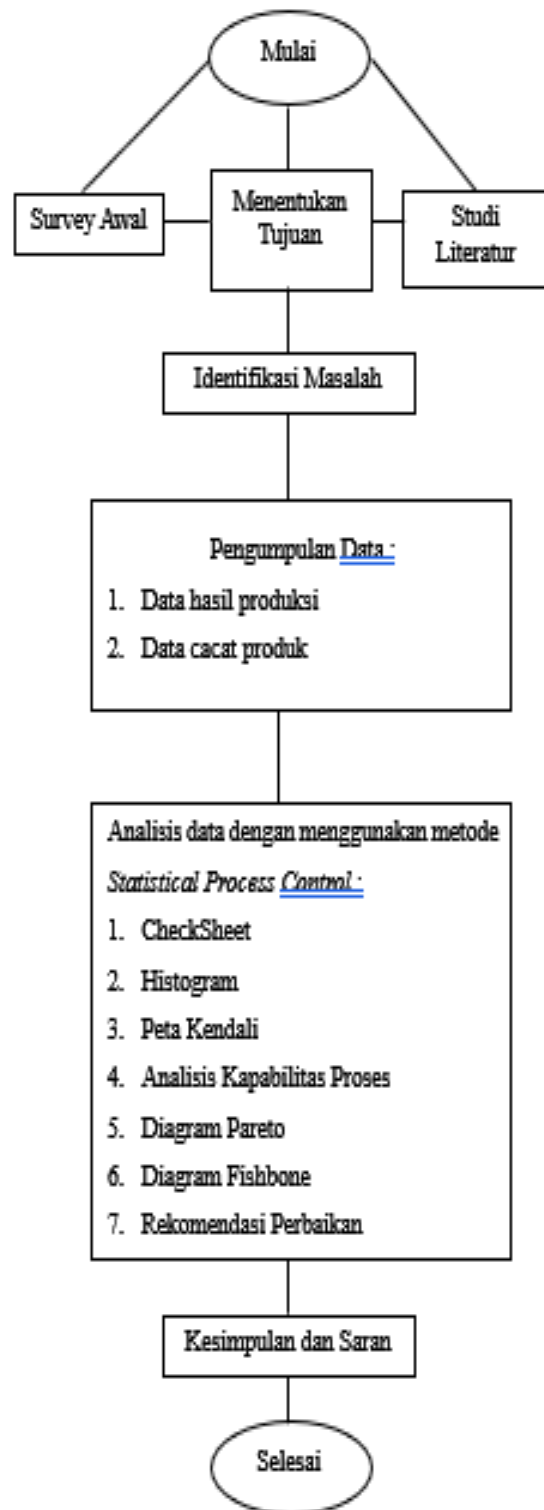 Mulai
Survey Awal
Menentukan
Tujuan
Studi
Literatur
Identifikasi Masalah
Pengumpulan Data :
1. Data hasil produksi
2. Data cacat produk
Analisis data dengan menggunakan metode
Statistical Process Control :
1. CheckSheet
2. Histogram
3. Peta Kendali
4. Analisis Kapabilitas Proses
5. Diagram Pareto
6. Diagram Fishbone
7. Rekomendasi Perbaikan
Kesimpulan dan Saran
Selesai